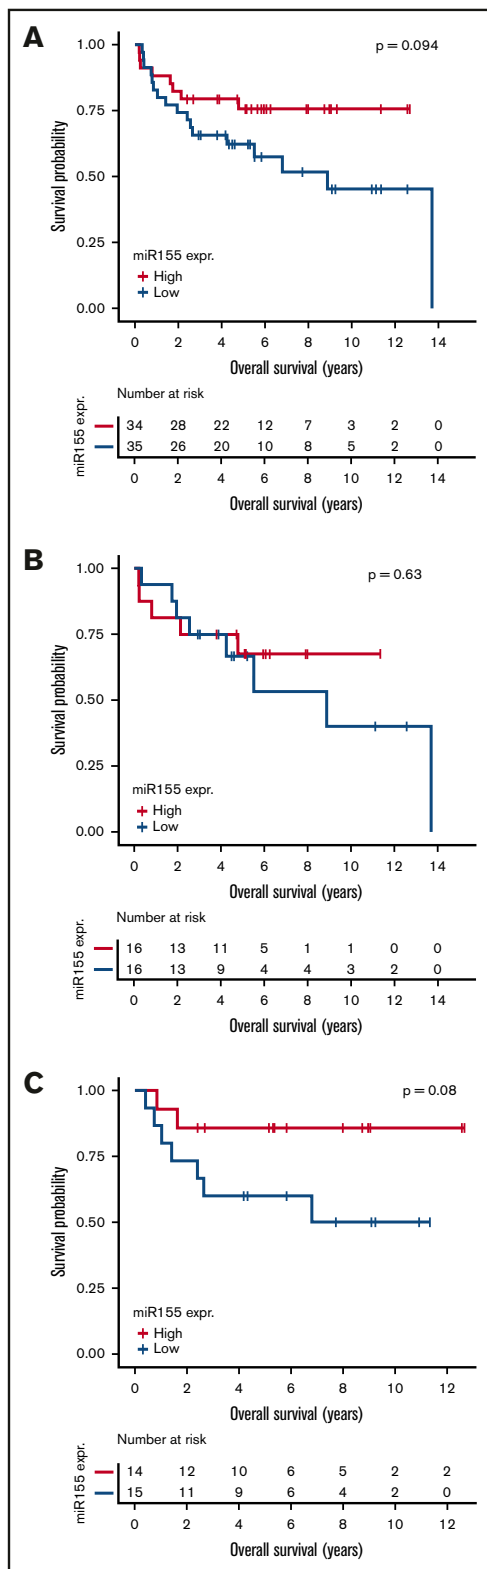 A
1.00
p = 0.094
0.75
0.50
0.25
0.00
Survival probability
miR155 expr.
High
Low
0 2 4 6 8 10 12 14
Overall survival (years)
Number at risk
miR155 expr.
34 28 22 12 7 3 2 0
35 26 20 10 8 5 2 0
0 2 4 6 8 10 12 14
Overall survival (years)
B
1.00
p = 0.63
0.75
0.50
0.25
0.00
Survival probability
miR155 expr.
High
Low
0 2 4 6 8 10 12 14
Overall survival (years)
Number at risk
miR155 expr.
16 13 11 5 1 1 0 0
16 13 9 4 4 3 2 0
0 2 4 6 8 10 12 14
Overall survival (years)
C
1.00
p = 0.08
0.75
0.50
0.25
0.00
Survival probability
miR155 expr.
High
Low
0 2 4 6 8 10 12
Overall survival (years)
Number at risk
miR155 expr.
14 12 10 6 5 2 2
15 11 9 6 4 2 0
0 2 4 6 8 10 12
Overall survival (years)